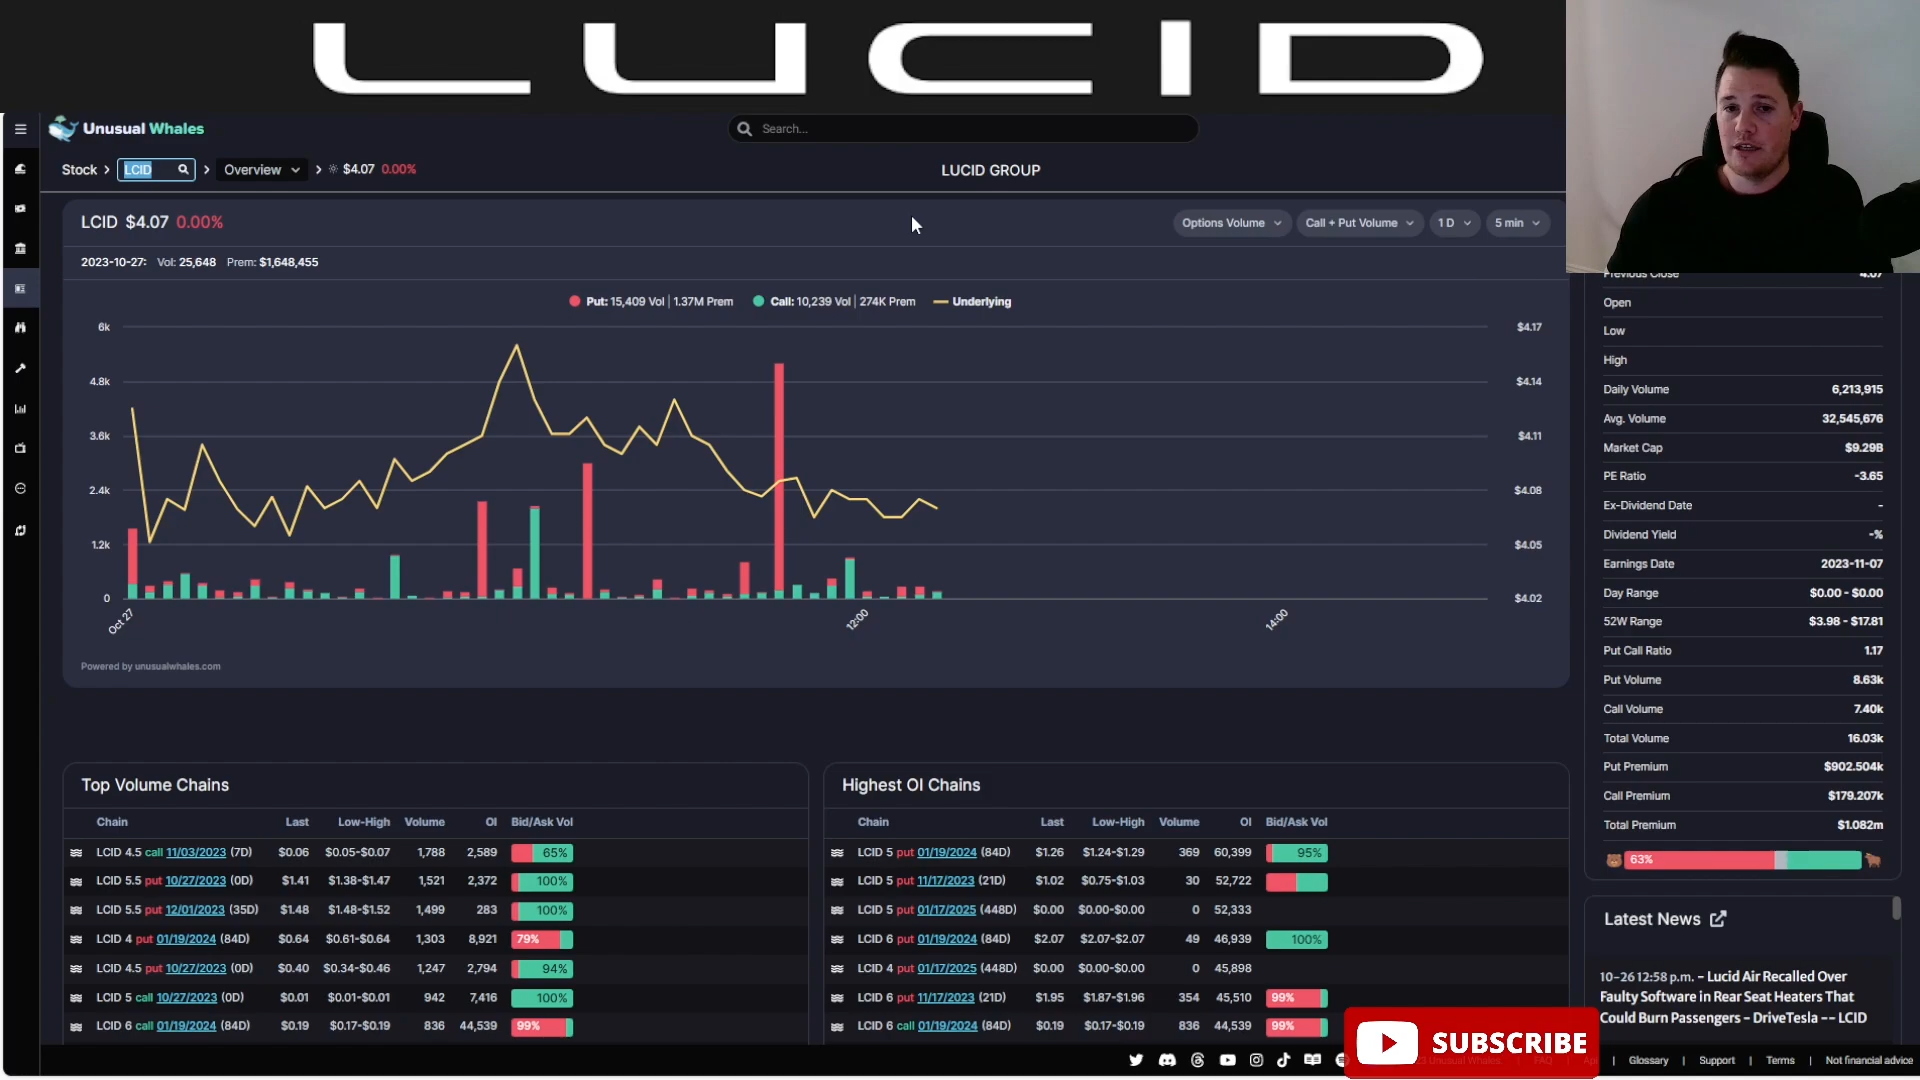 LUCID
Unusual Whales
Search...
Stock > LCID > Overview > $4.07 0.00%
LUCID GROUP
LCID $4.07 0.00%
Options Volume
Call + Put Volume
1 D
5 min
2023-10-27: Vol: 25,648 Prem: $1,648,455
Put: 15,409 Vol | 1.37M Prem
Call: 10,239 Vol | 274K Prem
Underlying
6k
4.8k
3.6k
2.4k
1.2k
0
$4.17
$4.14
$4.11
$4.08
$4.05
$4.02
Oct 27
12:00
14:00
Powered by unusualwhales.com
Previous Close 4.07
Open
Low
High
Daily Volume 6,213,915
Avg. Volume 32,545,676
Market Cap $9.29B
PE Ratio -3.65
Ex-Dividend Date -
Dividend Yield -%
Earnings Date 2023-11-07
Day Range $0.00 - $0.00
52W Range $3.98 - $17.81
Put Call Ratio 1.17
Put Volume 8.63k
Call Volume 7.40k
Total Volume 16.03k
Put Premium $902.504k
Call Premium $179.207k
Total Premium $1.082m
63%
Top Volume Chains
Chain Last Low-High Volume OI Bid/Ask Vol
LCID 4.5 call 11/03/2023 (7D) $0.06 $0.05-$0.07 1,788 2,589 65%
LCID 5.5 put 10/27/2023 (0D) $1.41 $1.38-$1.47 1,521 2,372 100%
LCID 5.5 put 12/01/2023 (35D) $1.48 $1.48-$1.52 1,499 283 100%
LCID 4 put 01/19/2024 (84D) $0.64 $0.61-$0.64 1,303 8,921 79%
LCID 4.5 put 10/27/2023 (0D) $0.40 $0.34-$0.46 1,247 2,794 94%
LCID 5 call 10/27/2023 (0D) $0.01 $0.01-$0.01 942 7,416 100%
LCID 6 call 01/19/2024 (84D) $0.19 $0.17-$0.19 836 44,539 99%
Highest OI Chains
Chain Last Low-High Volume OI Bid/Ask Vol
LCID 5 put 01/19/2024 (84D) $1.26 $1.24-$1.29 369 60,399 95%
LCID 5 put 11/17/2023 (21D) $1.02 $0.75-$1.03 30 52,722
LCID 5 put 01/17/2025 (448D) $0.00 $0.00-$0.00 0 52,333
LCID 6 put 01/19/2024 (84D) $2.07 $2.07-$2.07 49 46,939 100%
LCID 4 put 01/17/2025 (448D) $0.00 $0.00-$0.00 0 45,898
LCID 6 put 11/17/2023 (21D) $1.95 $1.87-$1.96 354 45,510 99%
LCID 6 call 01/19/2024 (84D) $0.19 $0.17-$0.19 836 44,539 99%
Latest News
10-26 12:58 p.m. - Lucid Air Recalled Over
Faulty Software in Rear Seat Heaters That
Could Burn Passengers - DriveTesla -- LCID
SUBSCRIBE
| Glossary | Support | Terms | Not financial advice